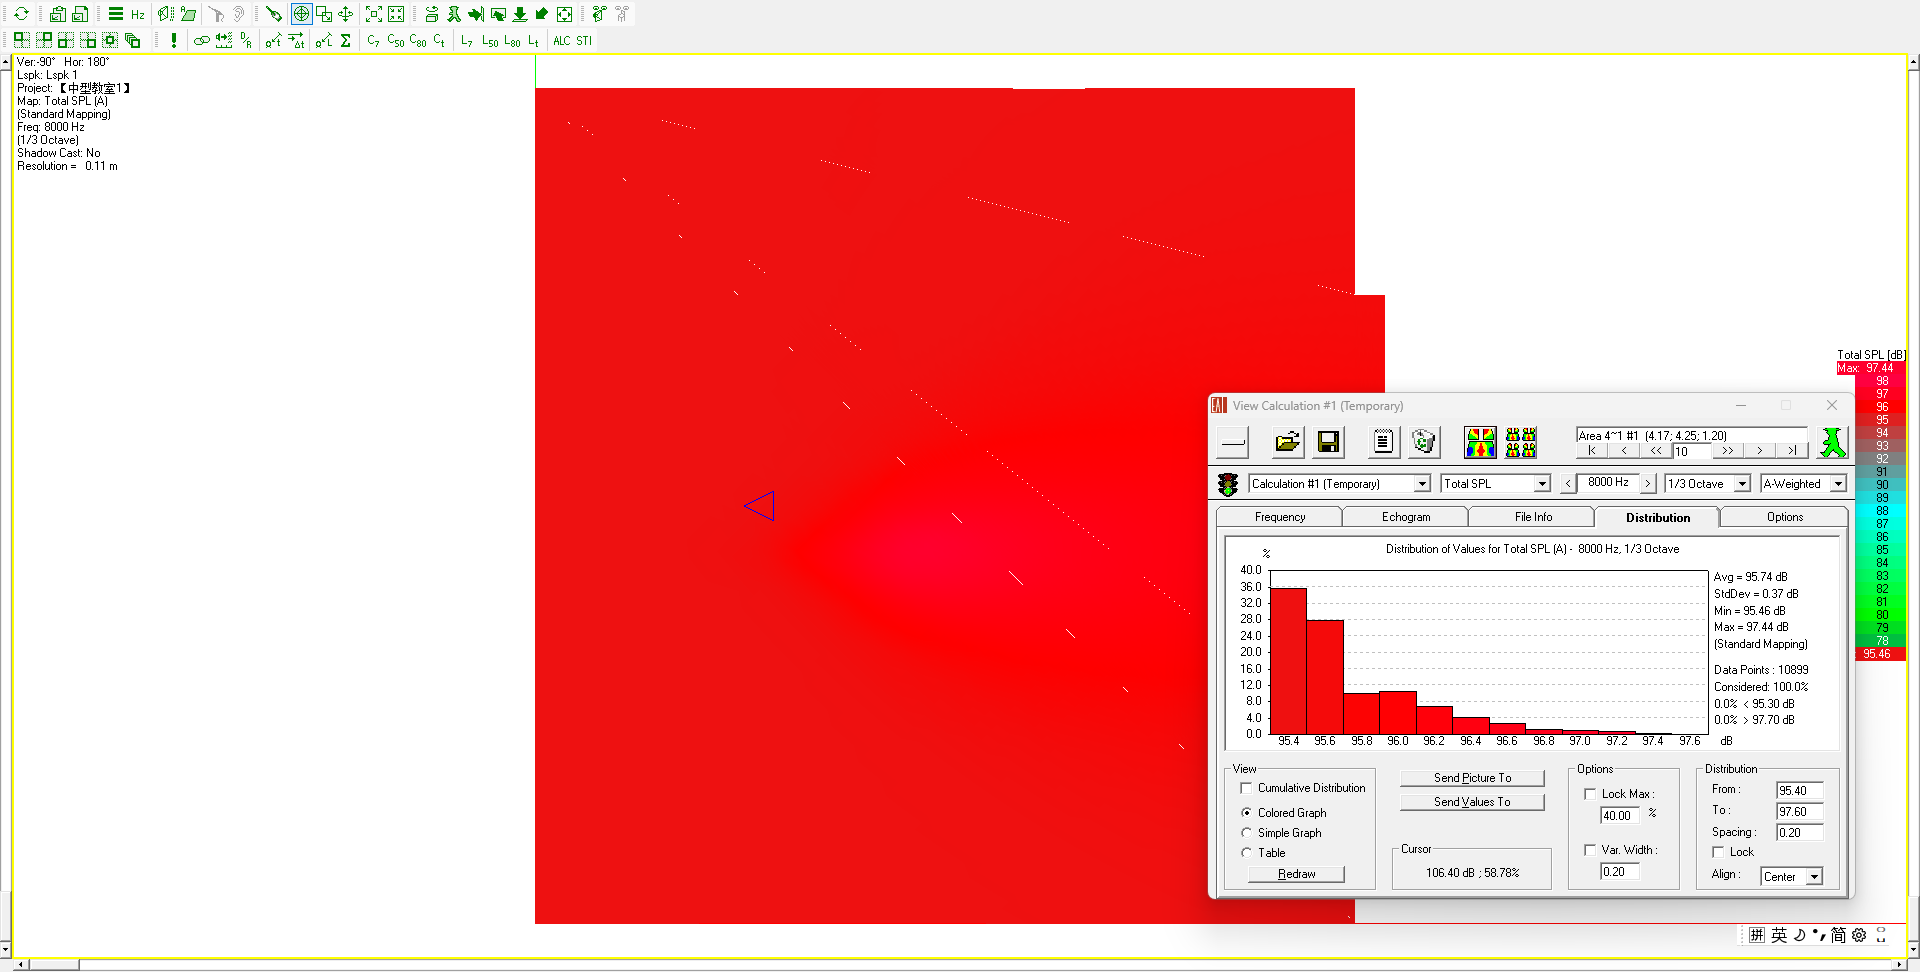 Hz
D/R
C7 C50 C80 Ct L7 L50 L80 Lt ALC STI
Ver:-90° Hor: 180°
Lspk: Lspk 1
Project: 【中型教室1】
Map: Total SPL (A)
(Standard Mapping)
Freq: 8000 Hz
(1/3 Octave)
Shadow Cast: No
Resolution = 0.11 m
Total SPL [dB]
Max: 97.44
98
97
96
95
94
93
92
91
90
89
88
87
86
85
84
83
82
81
80
79
78
95.46
View Calculation #1 (Temporary)
Area 4~1 #1 (4.17; 4.25; 1.20)
|< < << 10 >> > >|
Calculation #1 (Temporary) Total SPL < 8000 Hz > 1/3 Octave A-Weighted
Frequency Echogram File Info Distribution Options
Distribution of Values for Total SPL (A) - 8000 Hz, 1/3 Octave
%
40.0
36.0
32.0
28.0
24.0
20.0
16.0
12.0
8.0
4.0
0.0
95.4 95.6 95.8 96.0 96.2 96.4 96.6 96.8 97.0 97.2 97.4 97.6 dB
Avg = 95.74 dB
StdDev = 0.37 dB
Min = 95.46 dB
Max = 97.44 dB
(Standard Mapping)
Data Points : 10899
Considered: 100.0%
0.0% < 95.30 dB
0.0% > 97.70 dB
View
Cumulative Distribution
Colored Graph
Simple Graph
Table
Redraw
Send Picture To
Send Values To
Cursor
106.40 dB ; 58.78%
Options
Lock Max :
40.00 %
Var. Width :
0.20
Distribution
From : 95.40
To : 97.60
Spacing : 0.20
Lock
Align : Center
拼 英 简